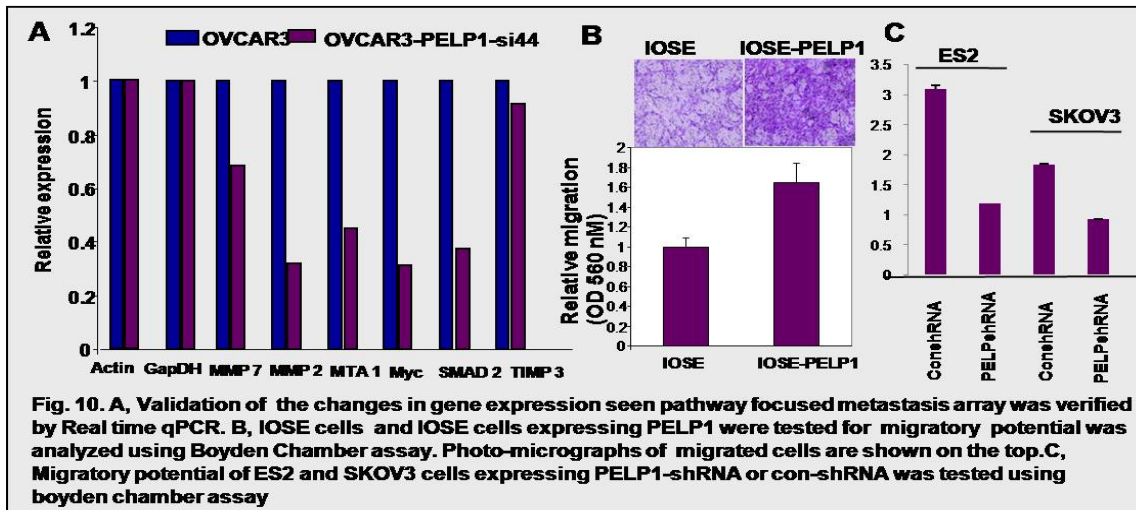 A
OVCAR3 OVCAR3-PELP1-si44
1.2
1
0.8
0.6
0.4
0.2
0
Relative expression
Actin GapDH MMP 7 MMP 2 MTA 1 Myc SMAD 2 TIMP 3
B
IOSE IOSE-PELP1
2
1.8
1.6
1.4
1.2
1
0.8
0.6
0.4
0.2
0
Relative migration
(OD 560 nM)
IOSE IOSE-PELP1
C
ES2
SKOV3
3.5
3
2.5
2
1.5
1
0.5
0
ConshRNA
PELPshRNA
ConshRNA
PELPshRNA
Fig. 10. A, Validation of the changes in gene expression seen pathway focused metastasis array was verified
by Real time qPCR. B, IOSE cells and IOSE cells expressing PELP1 were tested for migratory potential was
analyzed using Boyden Chamber assay. Photo-micrographs of migrated cells are shown on the top.C,
Migratory potential of ES2 and SKOV3 cells expressing PELP1-shRNA or con-shRNA was tested using
boyden chamber assay